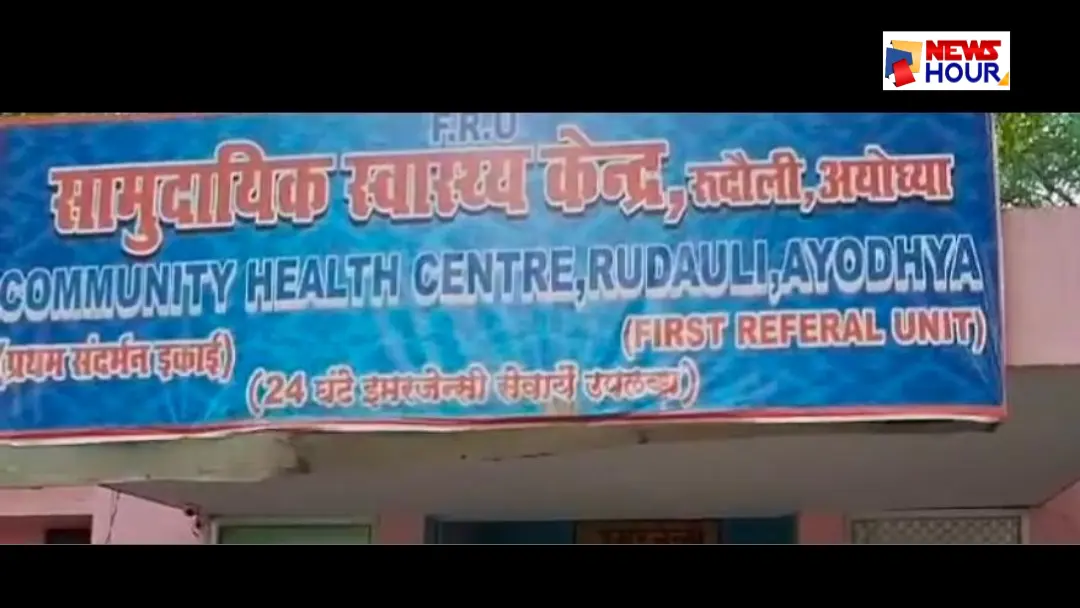 NEWS
HOUR
F.R.U
सामुदायिक स्वास्थ्य केन्द्र, रुदौली, अयोध्या
COMMUNITY HEALTH CENTRE, RUDAULI, AYODHYA
(FIRST REFERAL UNIT)
(प्रथम संदर्भन इकाई)
(24 घंटे इमरजेन्सी सेवायें उपलब्ध)